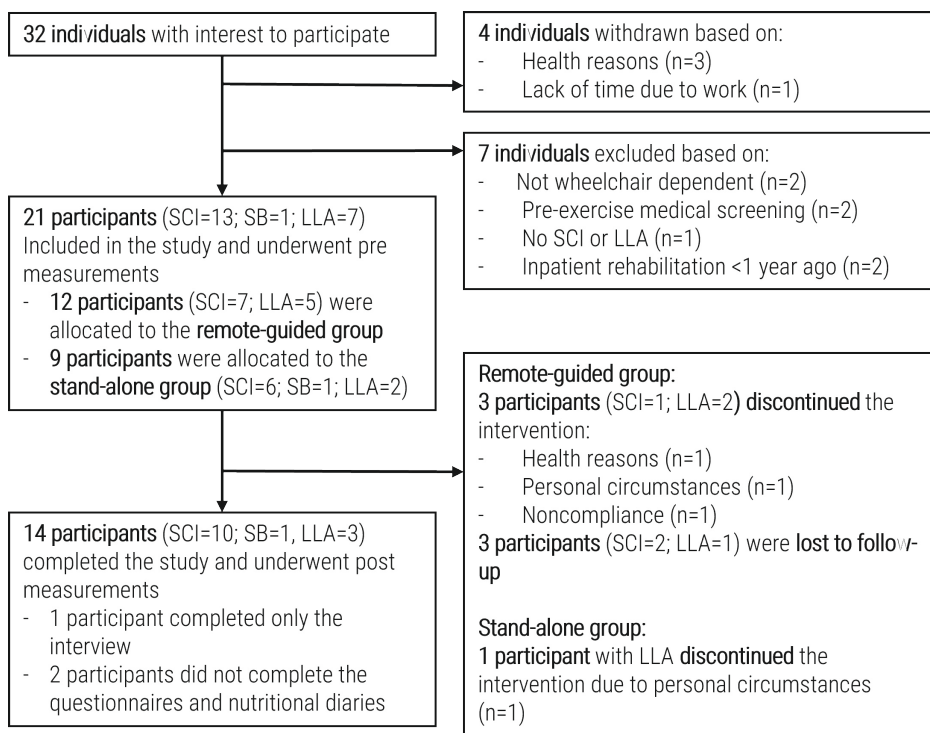 32 individuals with interest to participate
4 individuals withdrawn based on:
- Health reasons (n=3)
- Lack of time due to work (n=1)
7 individuals excluded based on:
- Not wheelchair dependent (n=2)
- Pre-exercise medical screening (n=2)
- No SCI or LLA (n=1)
- Inpatient rehabilitation <1 year ago (n=2)
21 participants (SCI=13; SB=1; LLA=7)
Included in the study and underwent pre
measurements
- 12 participants (SCI=7; LLA=5) were
allocated to the remote-guided group
- 9 participants were allocated to the
stand-alone group (SCI=6; SB=1; LLA=2)
Remote-guided group:
3 participants (SCI=1; LLA=2) discontinued the
intervention:
- Health reasons (n=1)
- Personal circumstances (n=1)
- Noncompliance (n=1)
3 participants (SCI=2; LLA=1) were lost to follow-
up
Stand-alone group:
1 participant with LLA discontinued the
intervention due to personal circumstances
(n=1)
14 participants (SCI=10; SB=1, LLA=3)
completed the study and underwent post
measurements
- 1 participant completed only the
interview
- 2 participants did not complete the
questionnaires and nutritional diaries